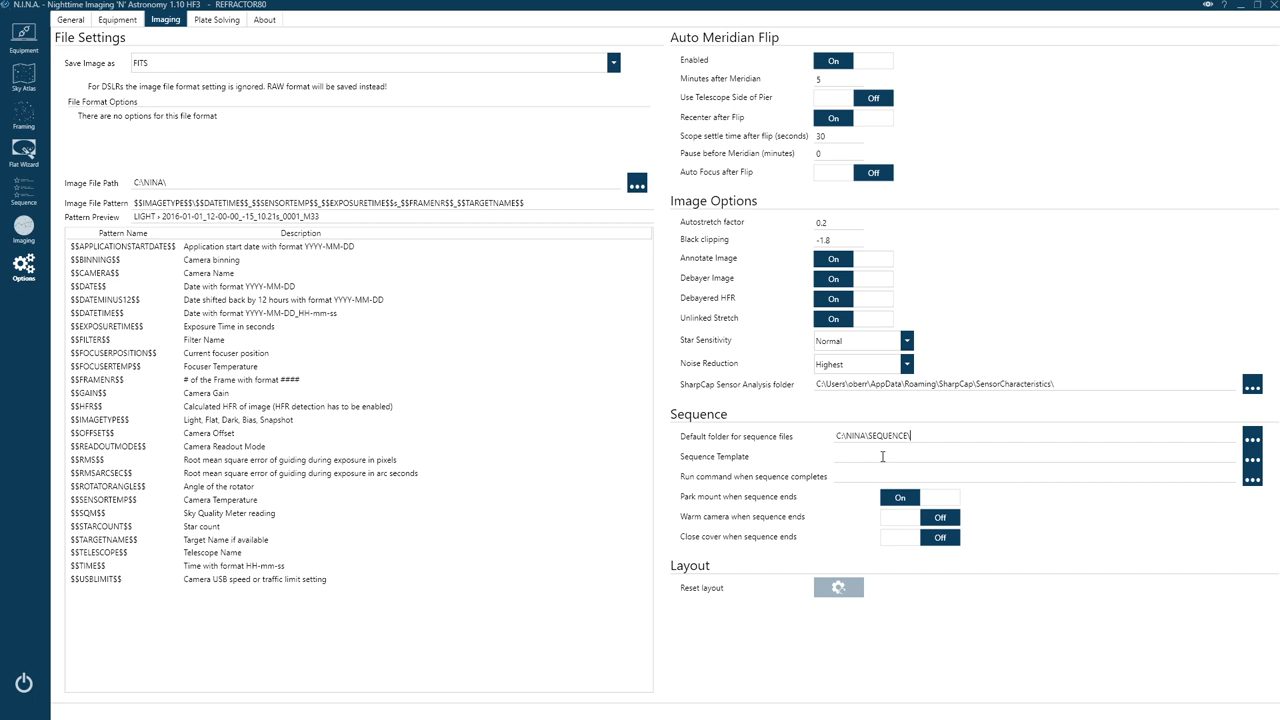 N.I.N.A. - Nighttime Imaging 'N' Astronomy 1.10 HF3 - REFRACTOR80
General Equipment Imaging Plate Solving About
Equipment
Sky Atlas
Framing
Flat Wizard
Sequence
Imaging
Options
File Settings
Save Image as FITS
For DSLRs the image file format setting is ignored. RAW format will be saved instead!
File Format Options
There are no options for this file format
Image File Path C:\NINA\
Image File Pattern $$IMAGETYPE$$\$$DATETIME$$_$$SENSORTEMP$$_$$EXPOSURETIME$$s_$$FRAMENR$$_$$TARGETNAME$$
Pattern Preview LIGHT › 2016-01-01_12-00-00_-15_10.21s_0001_M33
Pattern Name Description
$$APPLICATIONSTARTDATE$$ Application start date with format YYYY-MM-DD
$$BINNING$$ Camera binning
$$CAMERA$$ Camera Name
$$DATE$$ Date with format YYYY-MM-DD
$$DATEMINUS12$$ Date shifted back by 12 hours with format YYYY-MM-DD
$$DATETIME$$ Date with format YYYY-MM-DD_HH-mm-ss
$$EXPOSURETIME$$ Exposure Time in seconds
$$FILTER$$ Filter Name
$$FOCUSERPOSITION$$ Current focuser position
$$FOCUSERTEMP$$ Focuser Temperature
$$FRAMENR$$ # of the Frame with format ####
$$GAIN$$ Camera Gain
$$HFR$$ Calculated HFR of image (HFR detection has to be enabled)
$$IMAGETYPE$$ Light, Flat, Dark, Bias, Snapshot
$$OFFSET$$ Camera Offset
$$READOUTMODE$$ Camera Readout Mode
$$RMS$$ Root mean square error of guiding during exposure in pixels
$$RMSARCSEC$$ Root mean square error of guiding during exposure in arc seconds
$$ROTATORANGLE$$ Angle of the rotator
$$SENSORTEMP$$ Camera Temperature
$$SQM$$ Sky Quality Meter reading
$$STARCOUNT$$ Star count
$$TARGETNAME$$ Target Name if available
$$TELESCOPE$$ Telescope Name
$$TIME$$ Time with format HH-mm-ss
$$USBLIMIT$$ Camera USB speed or traffic limit setting
Auto Meridian Flip
Enabled On
Minutes after Meridian 5
Use Telescope Side of Pier Off
Recenter after Flip On
Scope settle time after flip (seconds) 30
Pause before Meridian (minutes) 0
Auto Focus after Flip Off
Image Options
Autostretch factor 0.2
Black clipping -1.8
Annotate Image On
Debayer Image On
Debayered HFR On
Unlinked Stretch On
Star Sensitivity Normal
Noise Reduction Highest
SharpCap Sensor Analysis folder C:\Users\oberr\AppData\Roaming\SharpCap\SensorCharacteristics\
Sequence
Default folder for sequence files C:\NINA\SEQUENCE\
Sequence Template
Run command when sequence completes
Park mount when sequence ends On
Warm camera when sequence ends Off
Close cover when sequence ends Off
Layout
Reset layout